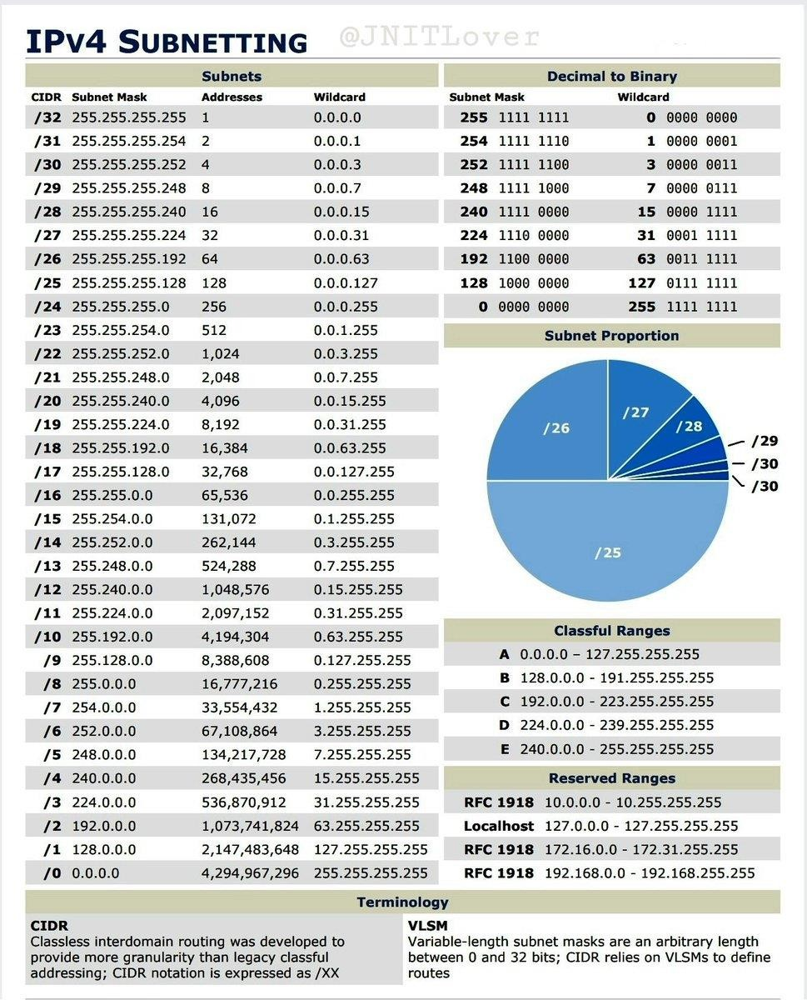 IPv4 SUBNETTING
@JNITLover
Subnets
CIDR Subnet Mask Addresses Wildcard
/32 255.255.255.255 1 0.0.0.0
/31 255.255.255.254 2 0.0.0.1
/30 255.255.255.252 4 0.0.0.3
/29 255.255.255.248 8 0.0.0.7
/28 255.255.255.240 16 0.0.0.15
/27 255.255.255.224 32 0.0.0.31
/26 255.255.255.192 64 0.0.0.63
/25 255.255.255.128 128 0.0.0.127
/24 255.255.255.0 256 0.0.0.255
/23 255.255.254.0 512 0.0.1.255
/22 255.255.252.0 1,024 0.0.3.255
/21 255.255.248.0 2,048 0.0.7.255
/20 255.255.240.0 4,096 0.0.15.255
/19 255.255.224.0 8,192 0.0.31.255
/18 255.255.192.0 16,384 0.0.63.255
/17 255.255.128.0 32,768 0.0.127.255
/16 255.255.0.0 65,536 0.0.255.255
/15 255.254.0.0 131,072 0.1.255.255
/14 255.252.0.0 262,144 0.3.255.255
/13 255.248.0.0 524,288 0.7.255.255
/12 255.240.0.0 1,048,576 0.15.255.255
/11 255.224.0.0 2,097,152 0.31.255.255
/10 255.192.0.0 4,194,304 0.63.255.255
/9 255.128.0.0 8,388,608 0.127.255.255
/8 255.0.0.0 16,777,216 0.255.255.255
/7 254.0.0.0 33,554,432 1.255.255.255
/6 252.0.0.0 67,108,864 3.255.255.255
/5 248.0.0.0 134,217,728 7.255.255.255
/4 240.0.0.0 268,435,456 15.255.255.255
/3 224.0.0.0 536,870,912 31.255.255.255
/2 192.0.0.0 1,073,741,824 63.255.255.255
/1 128.0.0.0 2,147,483,648 127.255.255.255
/0 0.0.0.0 4,294,967,296 255.255.255.255
Decimal to Binary
Subnet Mask Wildcard
255 1111 1111 0 0000 0000
254 1111 1110 1 0000 0001
252 1111 1100 3 0000 0011
248 1111 1000 7 0000 0111
240 1111 0000 15 0000 1111
224 1110 0000 31 0001 1111
192 1100 0000 63 0011 1111
128 1000 0000 127 0111 1111
0 0000 0000 255 1111 1111
Subnet Proportion
/26
/27
/28
/29
/30
/30
/25
Classful Ranges
A 0.0.0.0 – 127.255.255.255
B 128.0.0.0 - 191.255.255.255
C 192.0.0.0 - 223.255.255.255
D 224.0.0.0 - 239.255.255.255
E 240.0.0.0 - 255.255.255.255
Reserved Ranges
RFC 1918 10.0.0.0 - 10.255.255.255
Localhost 127.0.0.0 - 127.255.255.255
RFC 1918 172.16.0.0 - 172.31.255.255
RFC 1918 192.168.0.0 - 192.168.255.255
Terminology
CIDR
Classless interdomain routing was developed to
provide more granularity than legacy classful
addressing; CIDR notation is expressed as /XX
VLSM
Variable-length subnet masks are an arbitrary length
between 0 and 32 bits; CIDR relies on VLSMs to define
routes